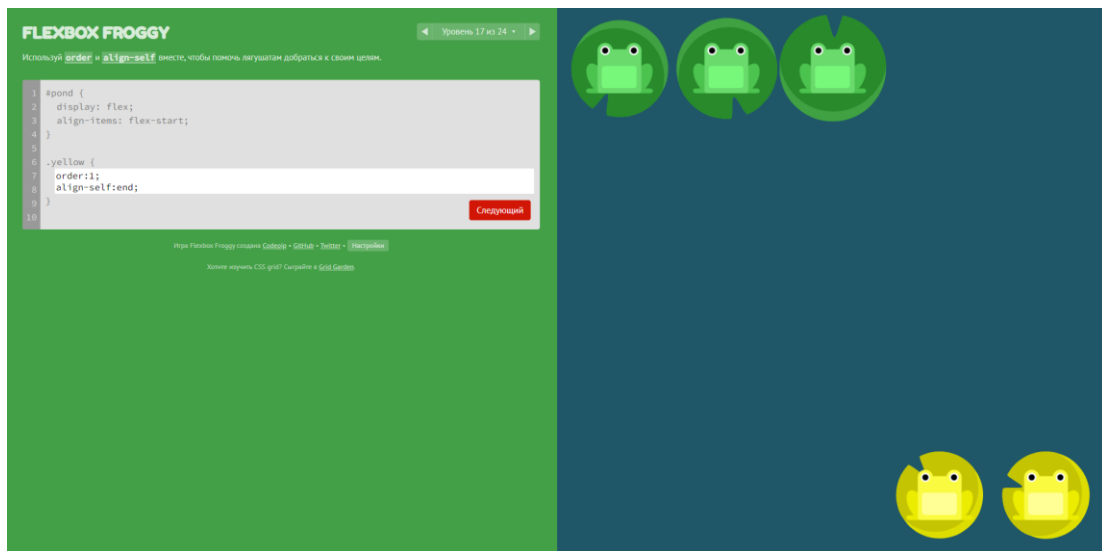 FLEXBOX FROGGY
◀ Уровень 17 из 24 ▾ ▶
Используй order и align-self вместе, чтобы помочь лягушатам добраться к своим целям.
1 #pond {
2 display: flex;
3 align-items: flex-start;
4 }
5
6 .yellow {
7 order:1;
8 align-self:end;
9 }
10
Следующий
Игра Flexbox Froggy создана Codepip • GitHub • Twitter • Настройки
Хотите изучить CSS grid? Сыграйте в Grid Garden.